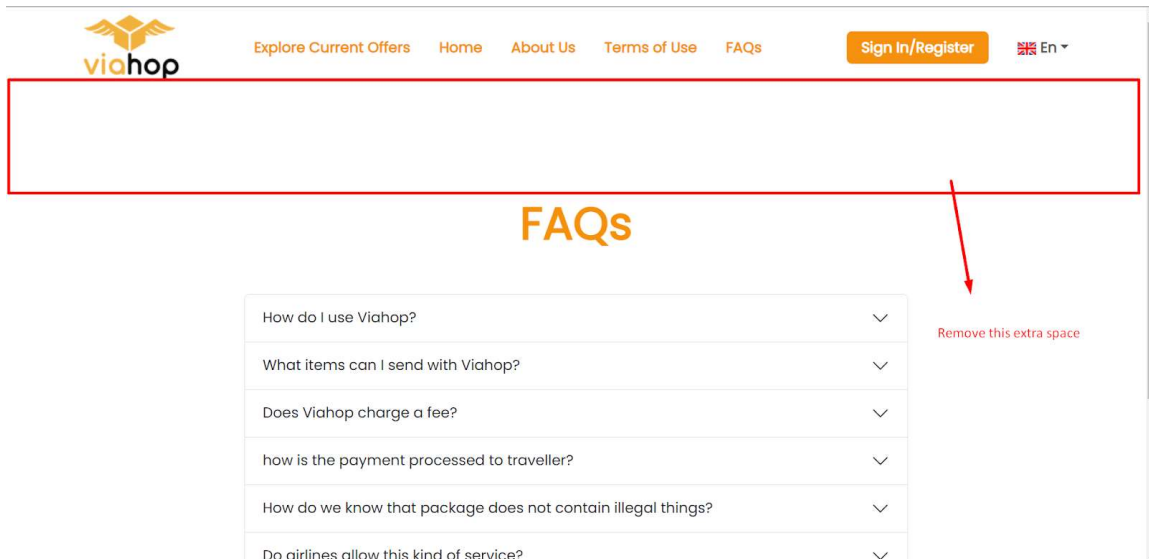 viahop
Explore Current Offers Home About Us Terms of Use FAQs Sign In/Register En
FAQs
How do I use Viahop?
Remove this extra space
What items can I send with Viahop?
Does Viahop charge a fee?
how is the payment processed to traveller?
How do we know that package does not contain illegal things?
Do airlines allow this kind of service?